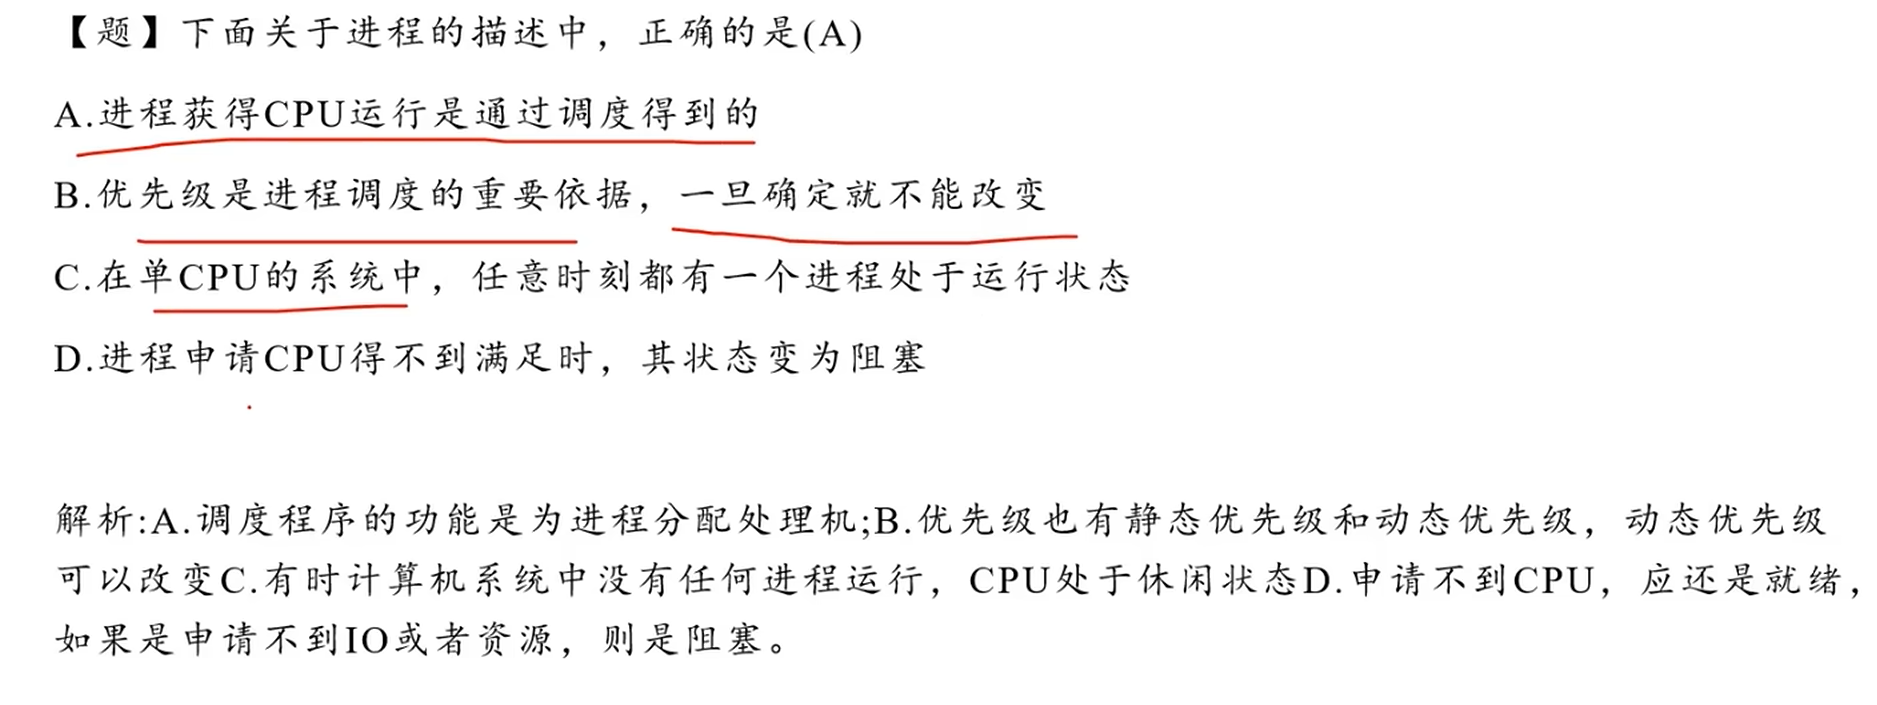 【题】下面关于进程的描述中，正确的是(A)
A.进程获得CPU运行是通过调度得到的
B.优先级是进程调度的重要依据，一旦确定就不能改变
C.在单CPU的系统中，任意时刻都有一个进程处于运行状态
D.进程申请CPU得不到满足时，其状态变为阻塞
解析:A.调度程序的功能是为进程分配处理机;B.优先级也有静态优先级和动态优先级，动态优先级
可以改变C.有时计算机系统中没有任何进程运行，CPU处于休闲状态D.申请不到CPU，应还是就绪，
如果是申请不到IO或者资源，则是阻塞。